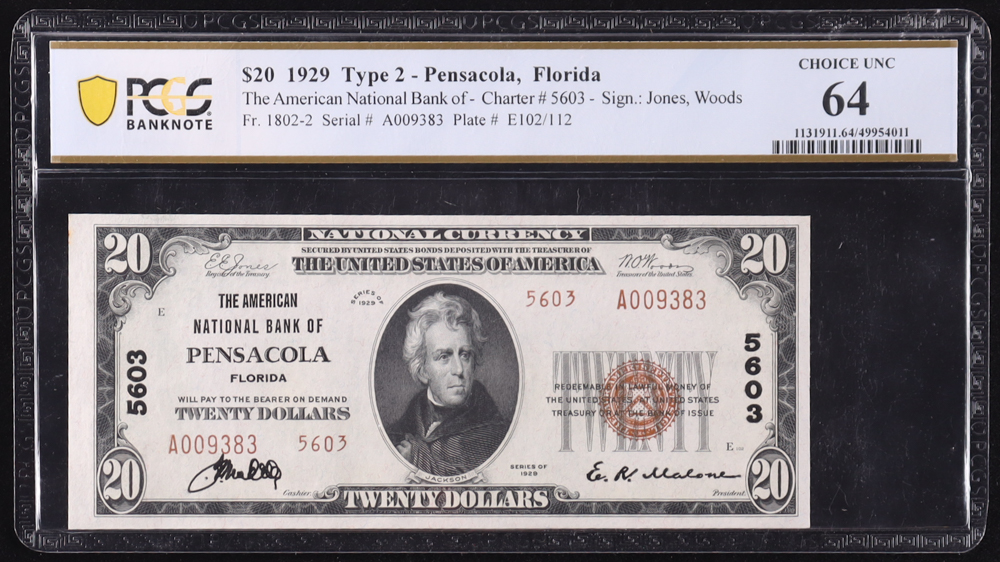 PCGS
BANKNOTE
$20 1929 Type 2 - Pensacola, Florida
The American National Bank of - Charter # 5603 - Sign.: Jones, Woods
Fr. 1802-2 Serial # A009383 Plate # E102/112
CHOICE UNC
64
1131911.64/49954011
NATIONAL CURRENCY
SECURED BY UNITED STATES BONDS DEPOSITED WITH THE TREASURER OF
THE UNITED STATES OF AMERICA
20
20
E E Jones
Register of the Treasury
W O Woods
Treasurer of the United States
SERIES OF
1929
5603 A009383
E
THE AMERICAN
NATIONAL BANK OF
PENSACOLA
FLORIDA
WILL PAY TO THE BEARER ON DEMAND
TWENTY DOLLARS
A009383 5603
5603
5603
TWENTY
REDEEMABLE IN LAWFUL MONEY OF
THE UNITED STATES AT UNITED STATES
TREASURY OR AT THE BANK OF ISSUE
E
Cashier
JACKSON
SERIES OF
1929
E. R. Malone
President
20
TWENTY DOLLARS
20